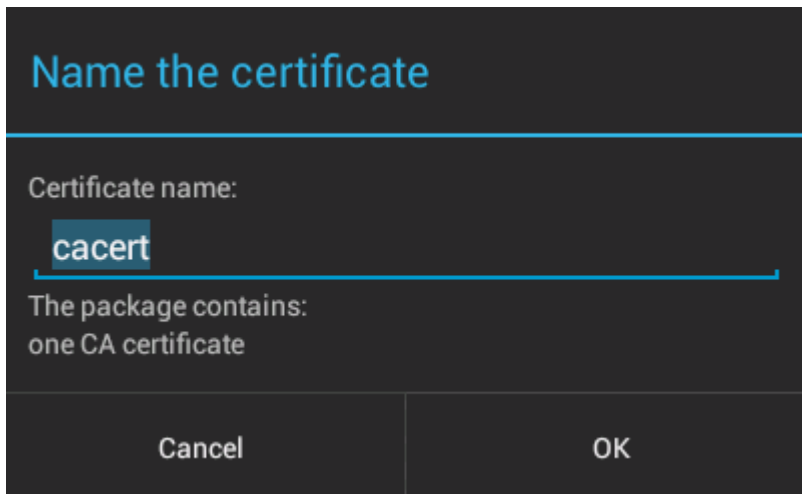 Name the certificate
Certificate name:
cacert
The package contains:
one CA certificate
Cancel
OK